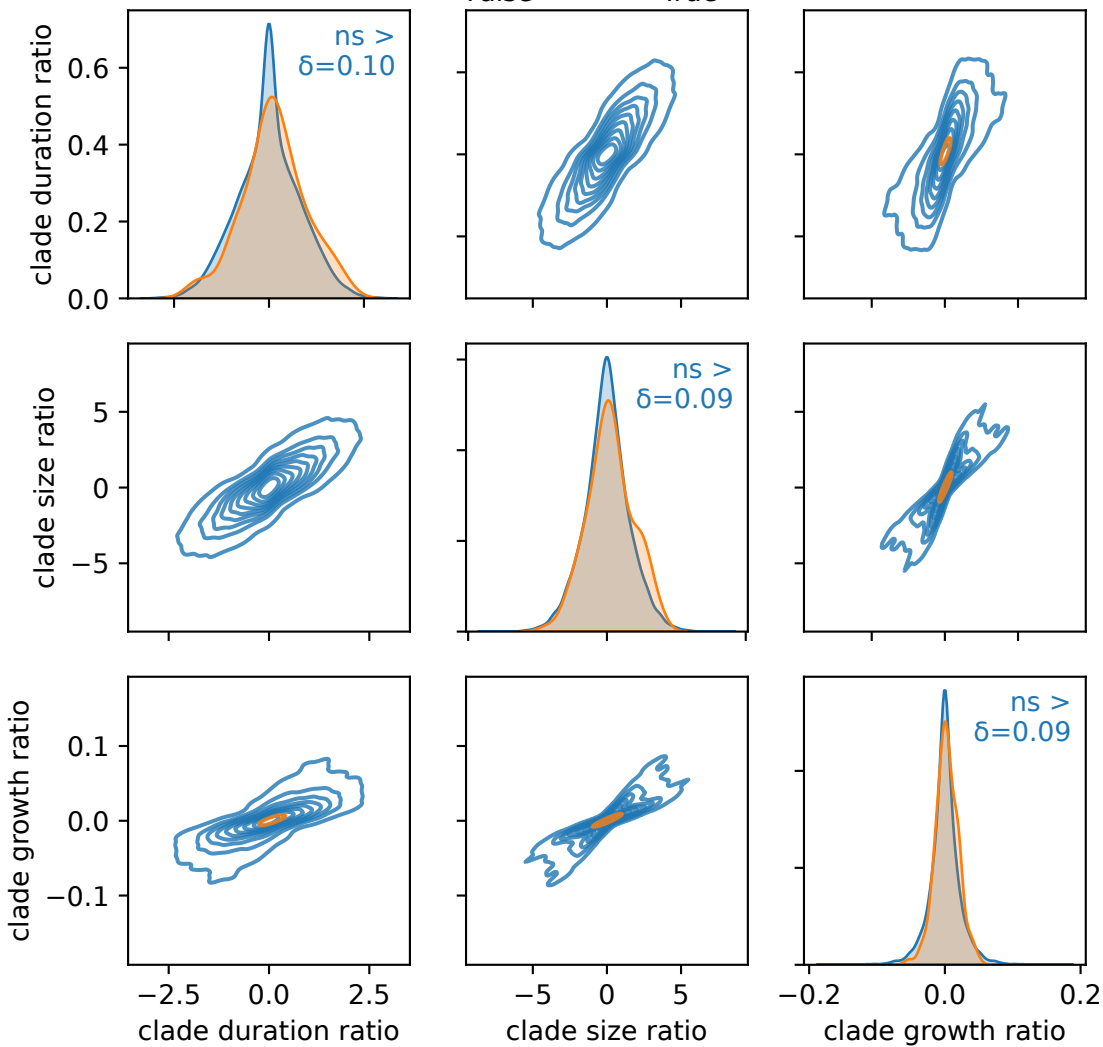 clade duration ratio
0.6
0.4
0.2
0.0
ns >
δ=0.10
clade size ratio
5
0
−5
ns >
δ=0.09
clade growth ratio
0.1
0.0
−0.1
ns >
δ=0.09
−2.5 0.0 2.5
−5 0 5
−0.2 0.0 0.2
clade duration ratio
clade size ratio
clade growth ratio